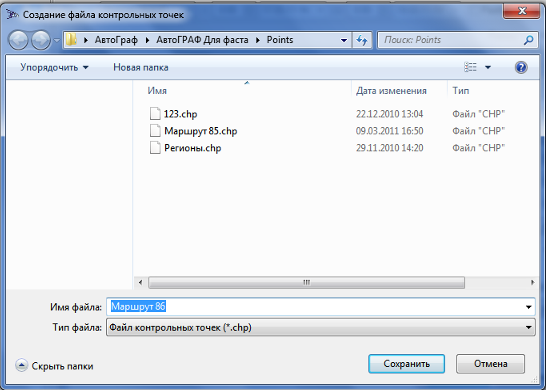 Создание файла контрольных точек
АвтоГраф ▸ АвтоГРАФ Для фаста ▸ Points
Поиск: Points
Упорядочить ▾ Новая папка
Имя Дата изменения Тип
123.chp 22.12.2010 13:04 Файл "CHP"
Маршрут 85.chp 09.03.2011 16:50 Файл "CHP"
Регионы.chp 29.11.2010 14:20 Файл "CHP"
Имя файла: Маршрут 86
Тип файла: Файл контрольных точек (*.chp)
Скрыть папки Сохранить Отмена